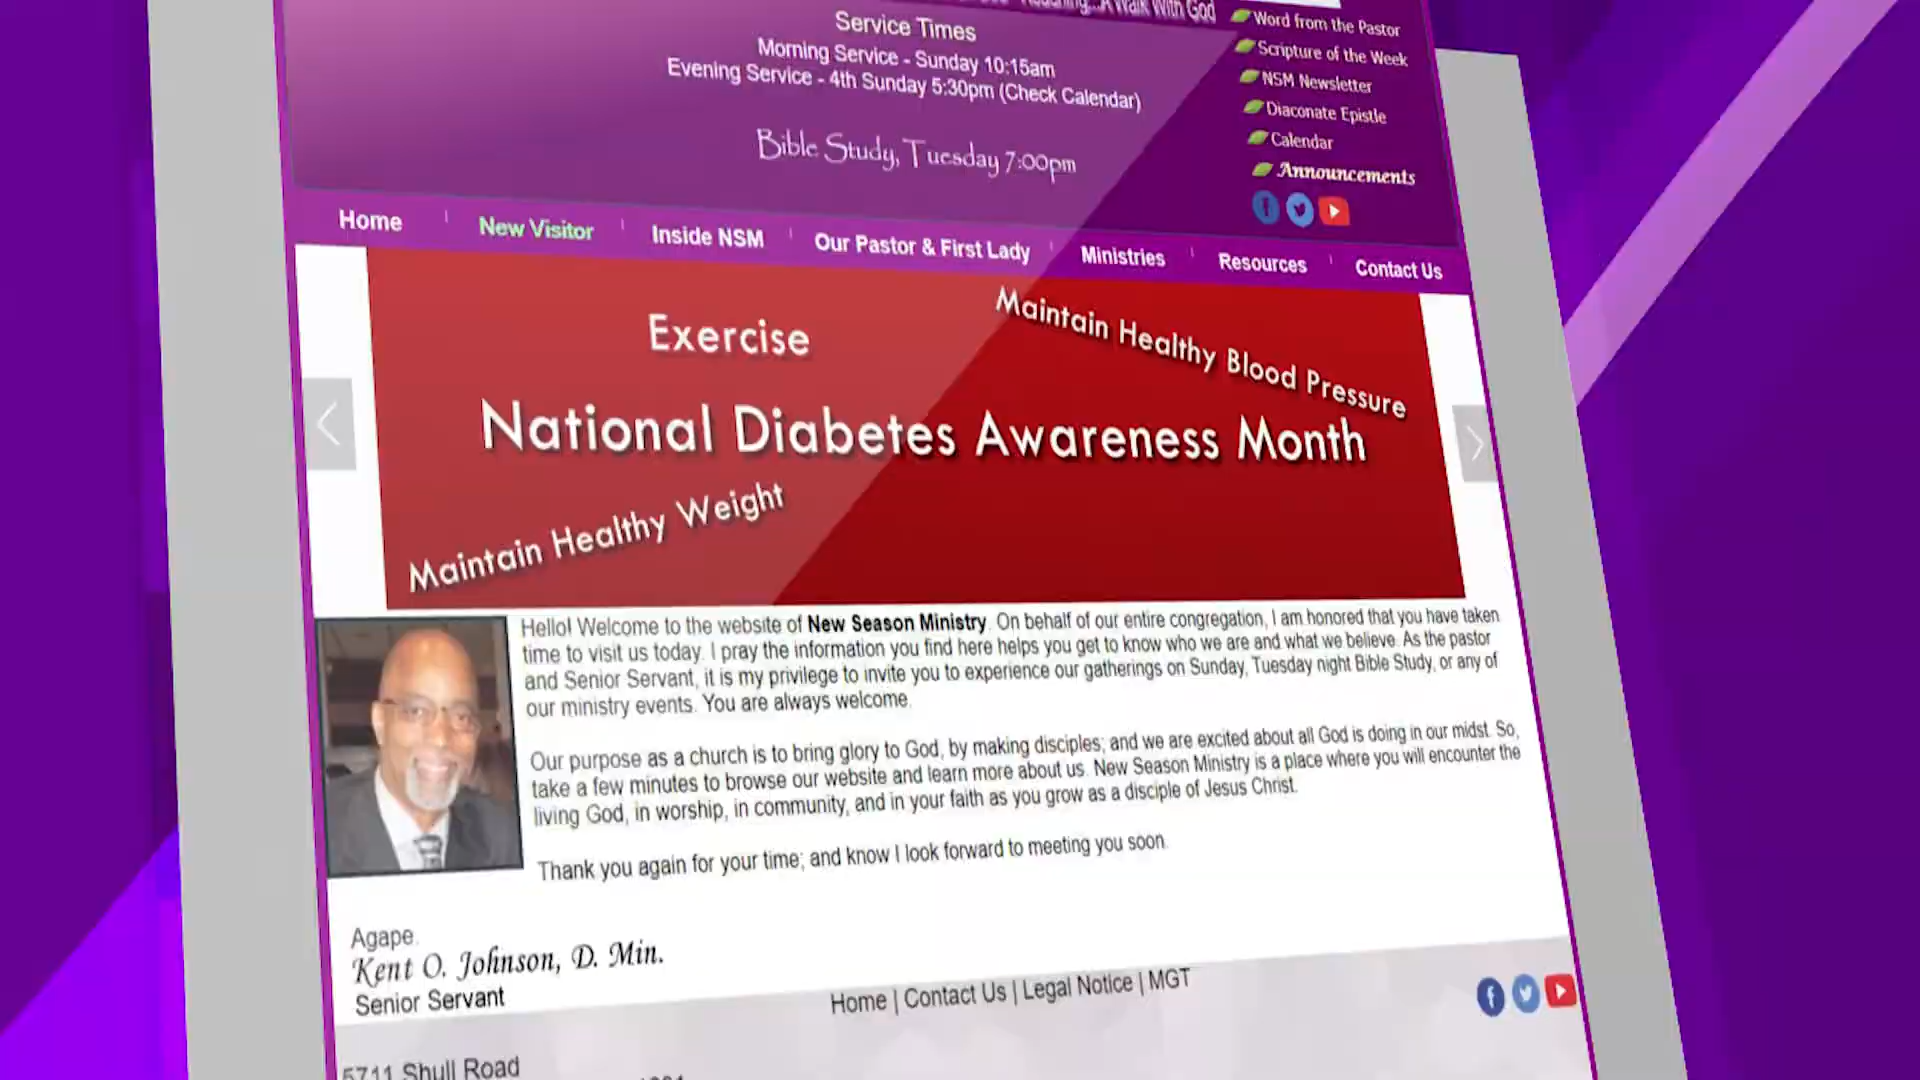 A Walk With God
Service Times
Morning Service - Sunday 10:15am
Evening Service - 4th Sunday 5:30pm (Check Calendar)
Bible Study, Tuesday 7:00pm
Word from the Pastor
Scripture of the Week
NSM Newsletter
Diaconate Epistle
Calendar
Announcements
Home New Visitor Inside NSM Our Pastor & First Lady Ministries Resources Contact Us
Exercise
Maintain Healthy Blood Pressure
National Diabetes Awareness Month
Maintain Healthy Weight
Hello! Welcome to the website of New Season Ministry. On behalf of our entire congregation, I am honored that you have taken
time to visit us today. I pray the information you find here helps you get to know who we are and what we believe. As the pastor
and Senior Servant, it is my privilege to invite you to experience our gatherings on Sunday, Tuesday night Bible Study, or any of
our ministry events. You are always welcome.
Our purpose as a church is to bring glory to God, by making disciples; and we are excited about all God is doing in our midst. So,
take a few minutes to browse our website and learn more about us. New Season Ministry is a place where you will encounter the
living God, in worship, in community, and in your faith as you grow as a disciple of Jesus Christ.
Thank you again for your time; and know I look forward to meeting you soon.
Agape.
Kent O. Johnson, D. Min.
Senior Servant
Home | Contact Us | Legal Notice | MGT
5711 Shull Road